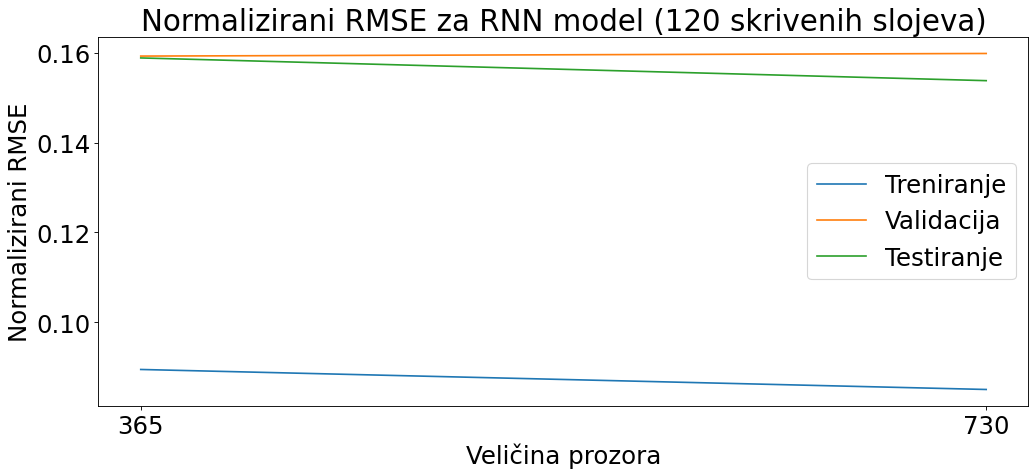 Normalizirani RMSE za RNN model (120 skrivenih slojeva)
Normalizirani RMSE
0.16
0.14
0.12
0.10
Treniranje
Validacija
Testiranje
365
730
Veličina prozora